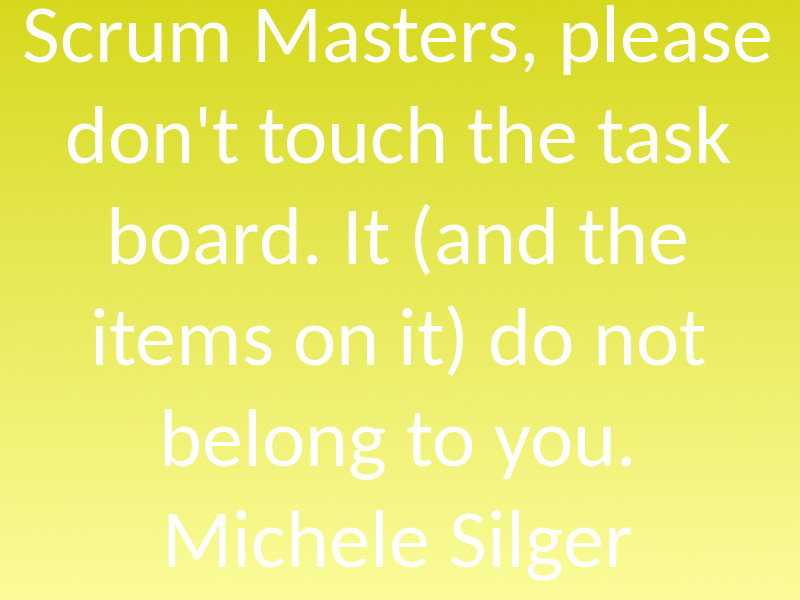 Scrum Masters, please
don't touch the task
board. It (and the
items on it) do not
belong to you.
Michele Silger